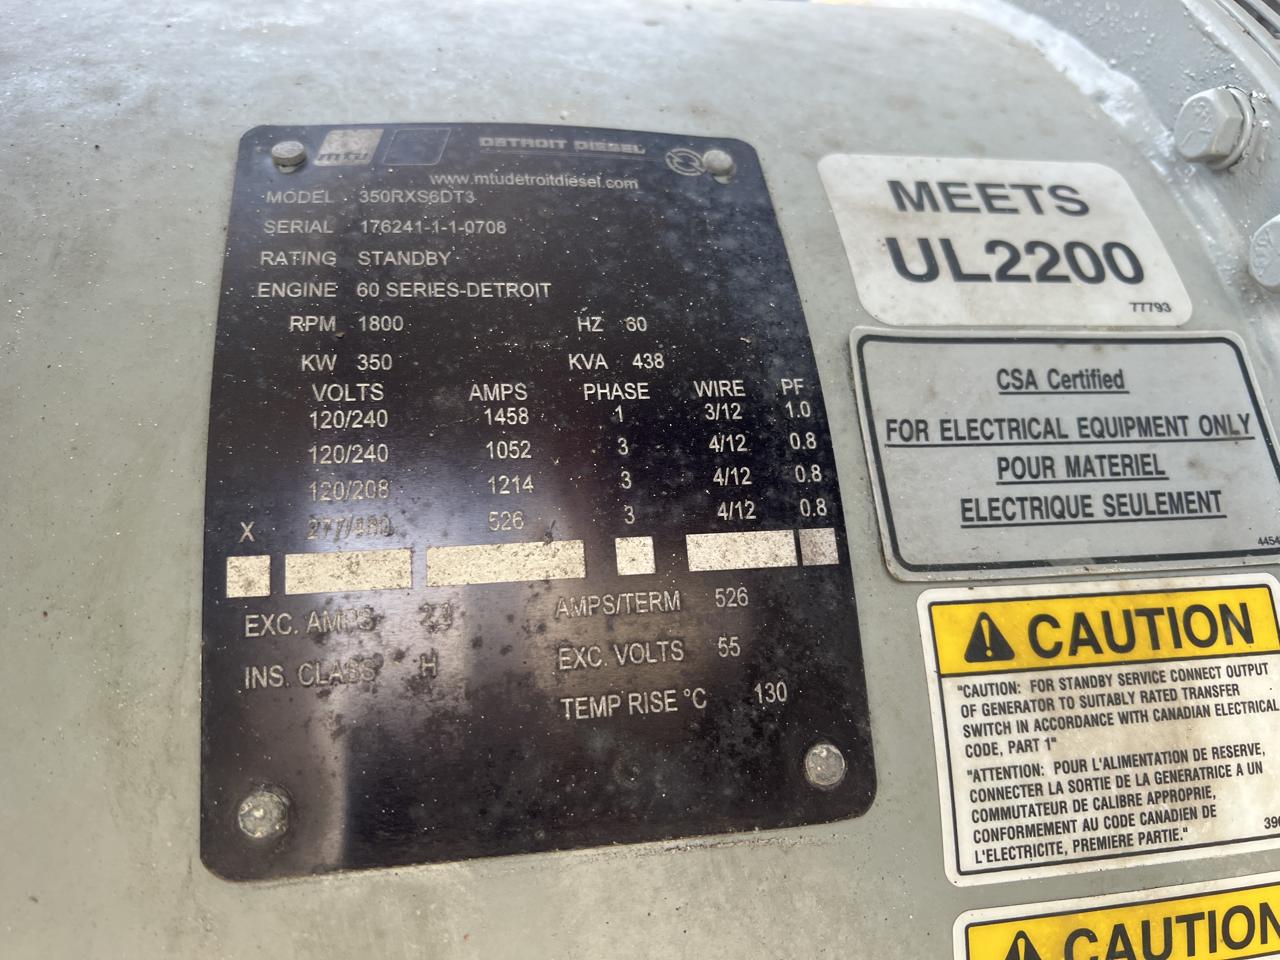 mtu DETROIT DIESEL
www.mtudetroitdiesel.com
MODEL 350RXS6DT3
SERIAL 176241-1-1-0708
RATING STANDBY
ENGINE 60 SERIES-DETROIT
RPM 1800 HZ 60
KW 350 KVA 438
VOLTS AMPS PHASE WIRE PF
120/240 1458 1 3/12 1.0
120/240 1052 3 4/12 0.8
120/208 1214 3 4/12 0.8
X 277/480 526 3 4/12 0.8
EXC. AMPS AMPS/TERM 526
INS. CLASS H EXC. VOLTS 55
TEMP RISE °C 130
MEETS
UL2200
77793
CSA Certified
FOR ELECTRICAL EQUIPMENT ONLY
POUR MATERIEL
ELECTRIQUE SEULEMENT
4454
CAUTION
"CAUTION: FOR STANDBY SERVICE CONNECT OUTPUT
OF GENERATOR TO SUITABLY RATED TRANSFER
SWITCH IN ACCORDANCE WITH CANADIAN ELECTRICAL
CODE, PART 1"
"ATTENTION: POUR L'ALIMENTATION DE RESERVE,
CONNECTER LA SORTIE DE LA GENERATRICE A UN
COMMUTATEUR DE CALIBRE APPROPRIE,
CONFORMEMENT AU CODE CANADIEN DE
L'ELECTRICITE, PREMIERE PARTIE."
CAUTION